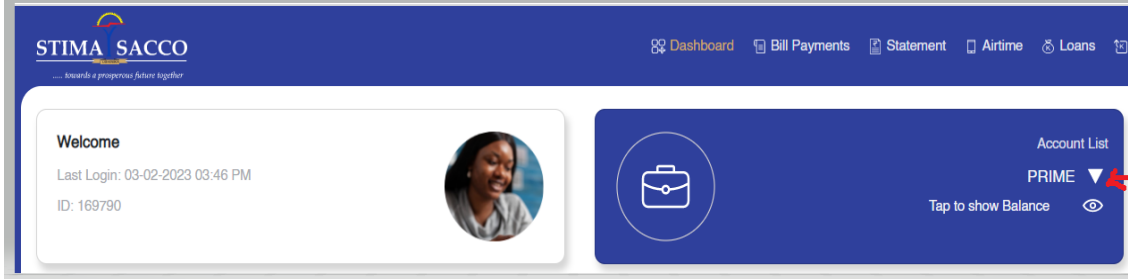 STIMA SACCO
..... towards a prosperous future together
Dashboard
Bill Payments
Statement
Airtime
Loans
Welcome
Last Login: 03-02-2023 03:46 PM
ID: 169790
Account List
PRIME
Tap to show Balance